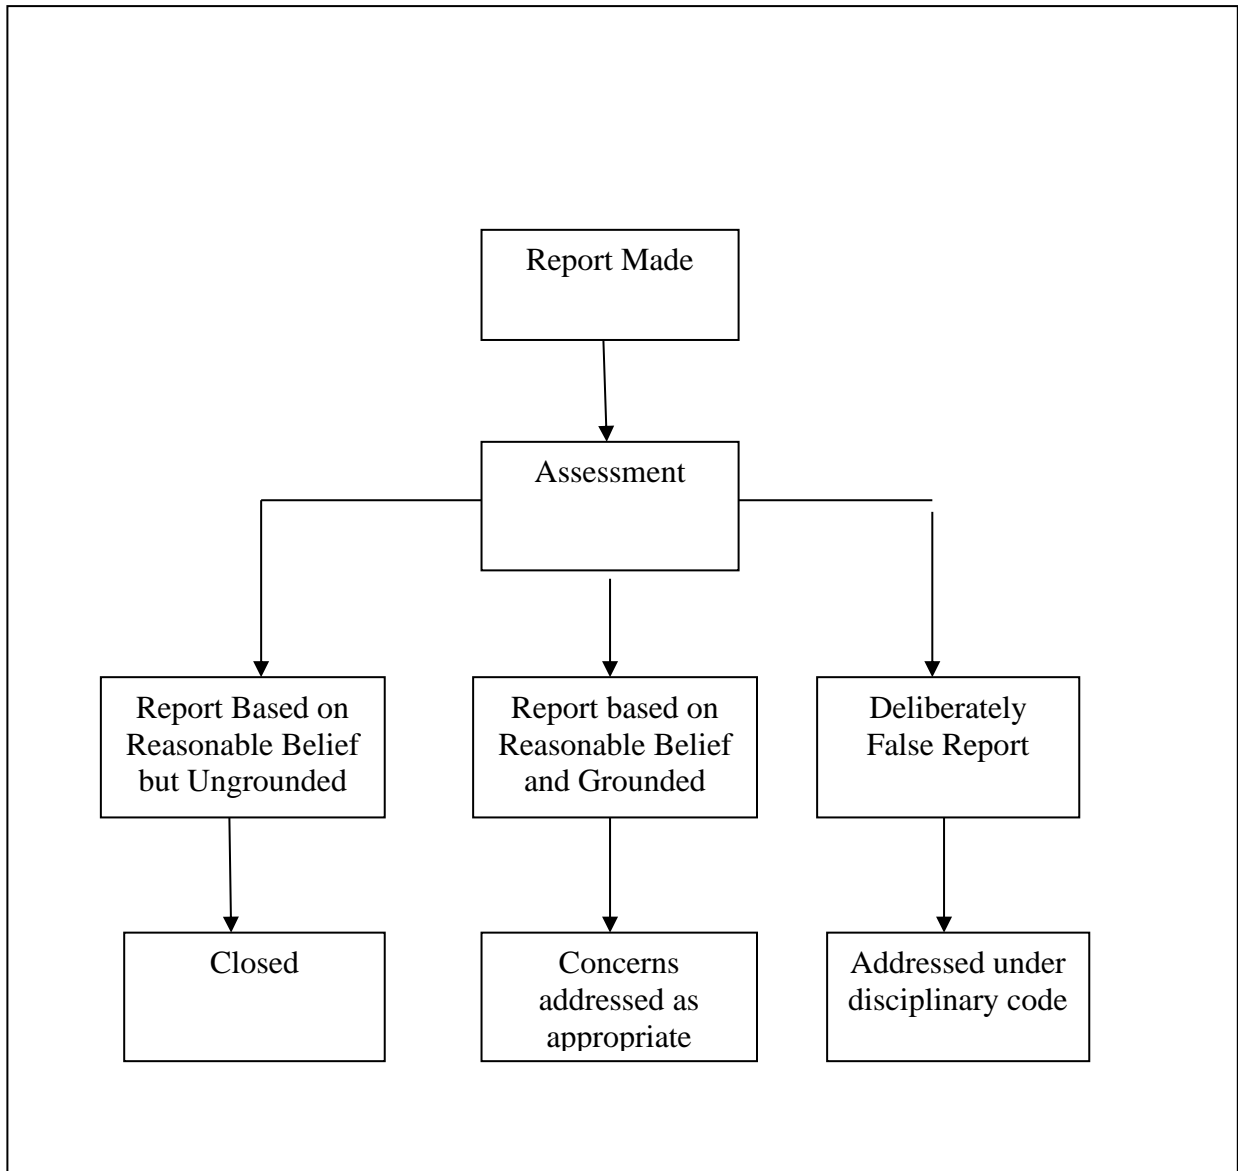 Report Made
Assessment
Report Based on
Reasonable Belief
but Ungrounded
Report based on
Reasonable Belief
and Grounded
Deliberately
False Report
Closed
Concerns
addressed as
appropriate
Addressed under
disciplinary code